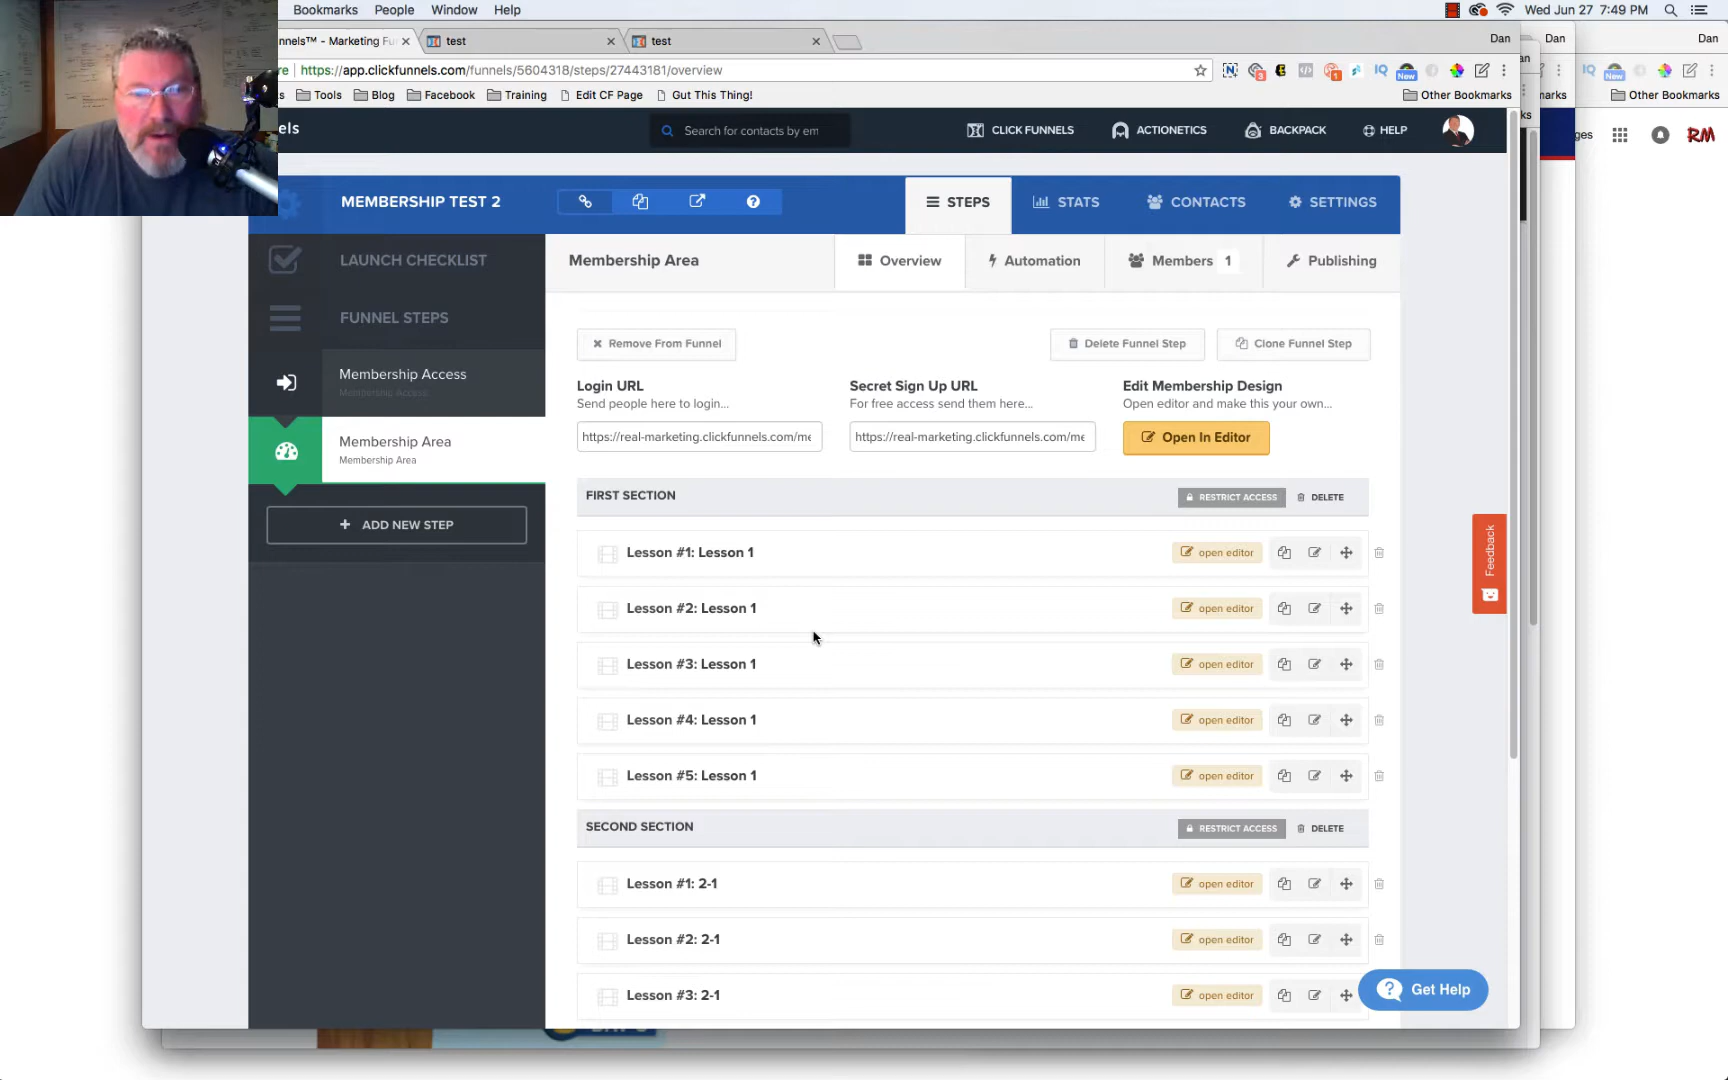 Bookmarks People Window Help
Wed Jun 27 7:49 PM
nnels™ - Marketing Fu
test
test
Dan
Dan
Dan
https://app.clickfunnels.com/funnels/5604318/steps/27443181/overview
Tools Blog Facebook Training Edit CF Page Gut This Thing!
Other Bookmarks
Other Bookmarks
Search for contacts by em
CLICK FUNNELS ACTIONETICS BACKPACK HELP
RM
MEMBERSHIP TEST 2
STEPS STATS CONTACTS SETTINGS
LAUNCH CHECKLIST
FUNNEL STEPS
Membership Access
Membership Access
Membership Area
Membership Area
+ ADD NEW STEP
Membership Area
Overview Automation Members 1 Publishing
Remove From Funnel
Delete Funnel Step Clone Funnel Step
Login URL
Send people here to login...
https://real-marketing.clickfunnels.com/me
Secret Sign Up URL
For free access send them here...
https://real-marketing.clickfunnels.com/me
Edit Membership Design
Open editor and make this your own...
Open In Editor
FIRST SECTION RESTRICT ACCESS DELETE
Lesson #1: Lesson 1 open editor
Lesson #2: Lesson 1 open editor
Lesson #3: Lesson 1 open editor
Lesson #4: Lesson 1 open editor
Lesson #5: Lesson 1 open editor
SECOND SECTION RESTRICT ACCESS DELETE
Lesson #1: 2-1 open editor
Lesson #2: 2-1 open editor
Lesson #3: 2-1 open editor
Feedback
Get Help